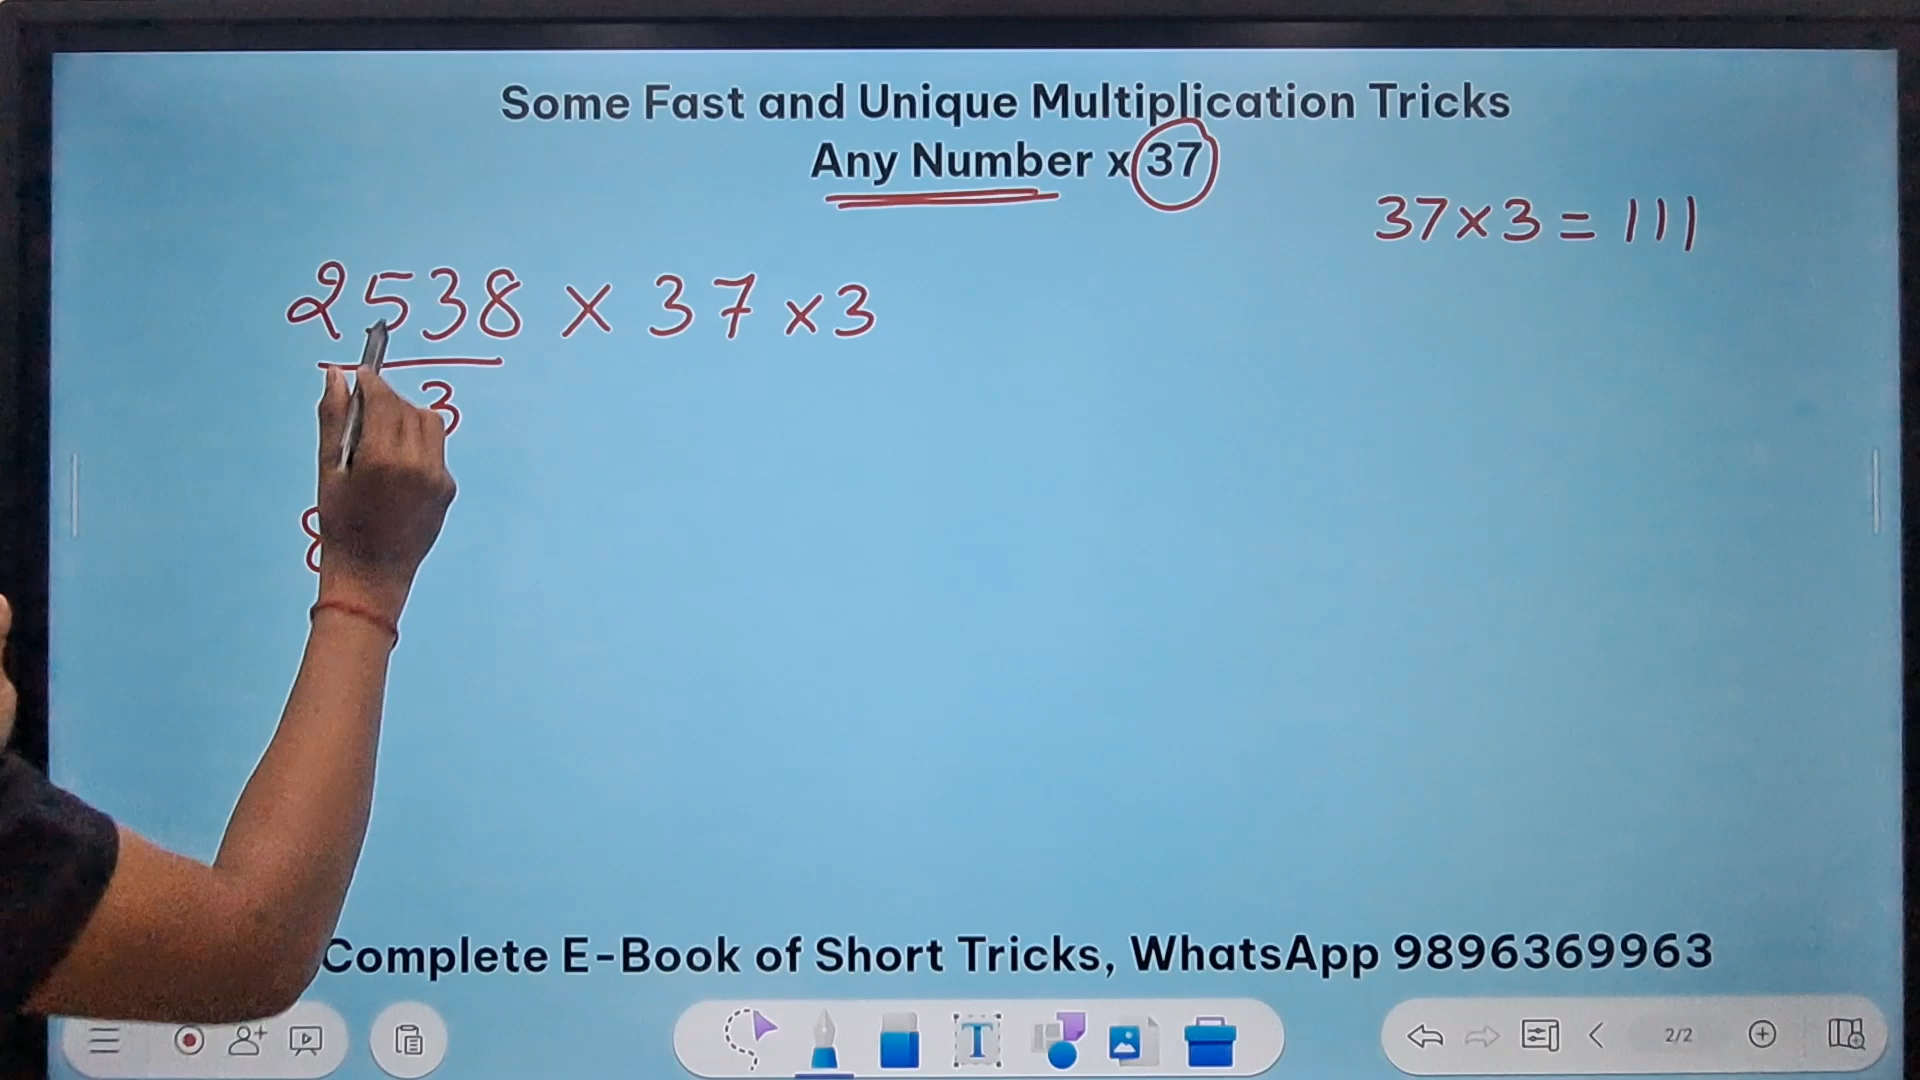 Some Fast and Unique Multiplication Tricks
Any Number x 37
37 × 3 = 111
2538 × 37 × 3
3
8
Complete E-Book of Short Tricks, WhatsApp 9896369963
T
2/2